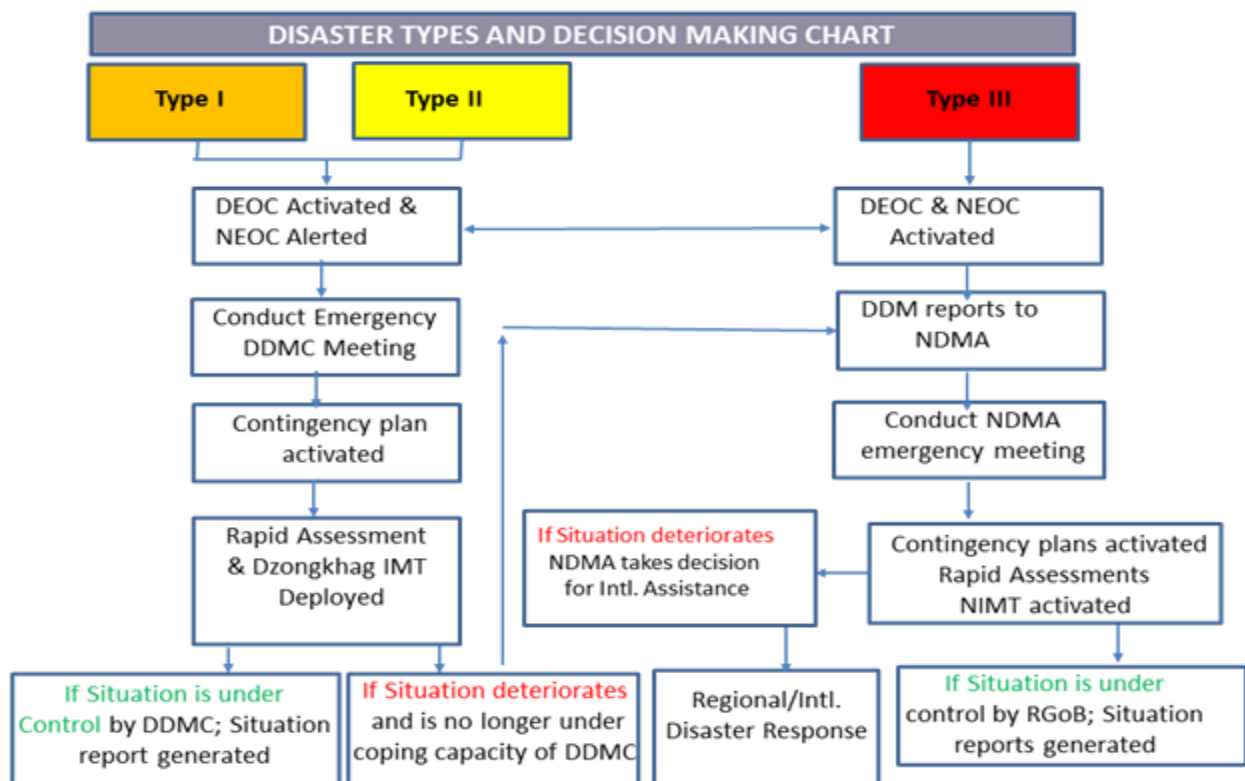 DISASTER TYPES AND DECISION MAKING CHART
Type I
Type II
Type III
DEOC Activated &
NEOC Alerted
DEOC & NEOC
Activated
Conduct Emergency
DDMC Meeting
DDM reports to
NDMA
Contingency plan
activated
Conduct NDMA
emergency meeting
Rapid Assessment
& Dzongkhag IMT
Deployed
If Situation deteriorates
NDMA takes decision
for Intl. Assistance
Contingency plans activated
Rapid Assessments
NIMT activated
If Situation is under
Control by DDMC; Situation
report generated
If Situation deteriorates
and is no longer under
coping capacity of DDMC
Regional/Intl.
Disaster Response
If Situation is under
control by RGoB; Situation
reports generated